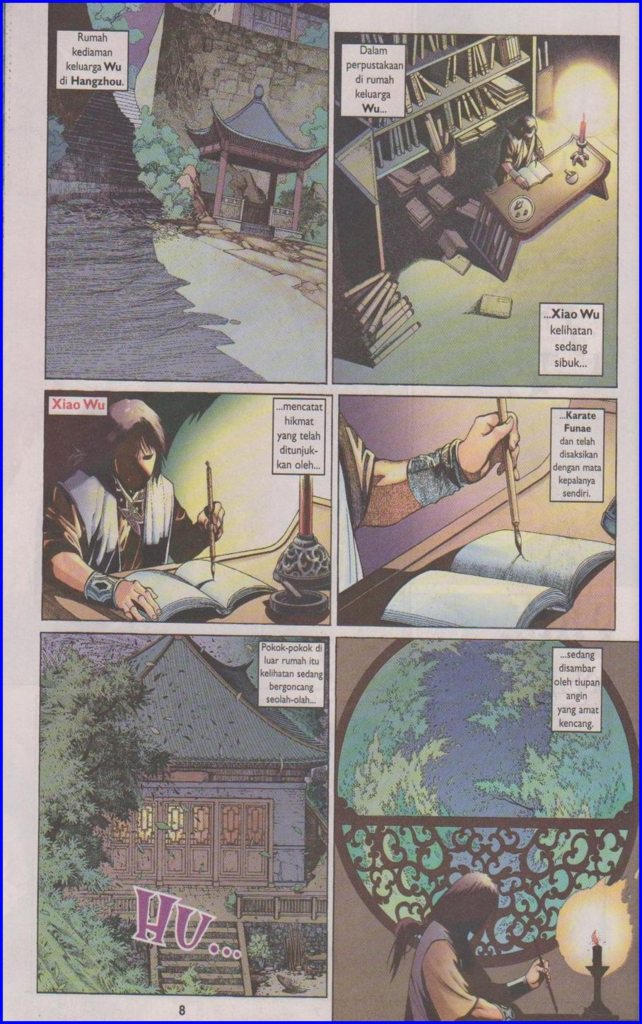 Rumah
kediaman
keluarga Wu
di Hangzhou.
Dalam
perpustakaan
di rumah
keluarga
Wu...
...Xiao Wu
kelihatan
sedang
sibuk...
Xiao Wu
...mencatat
hikmat
yang telah
ditunjuk-
kan oleh...
...Karate
Funae
dan telah
disaksikan
dengan mata
kepalanya
sendiri.
Pokok-pokok di
luar rumah itu
kelihatan sedang
bergoncang
seolah-olah...
...sedang
disambar
oleh tiupan
angin
yang amat
kencang.
HU...
8